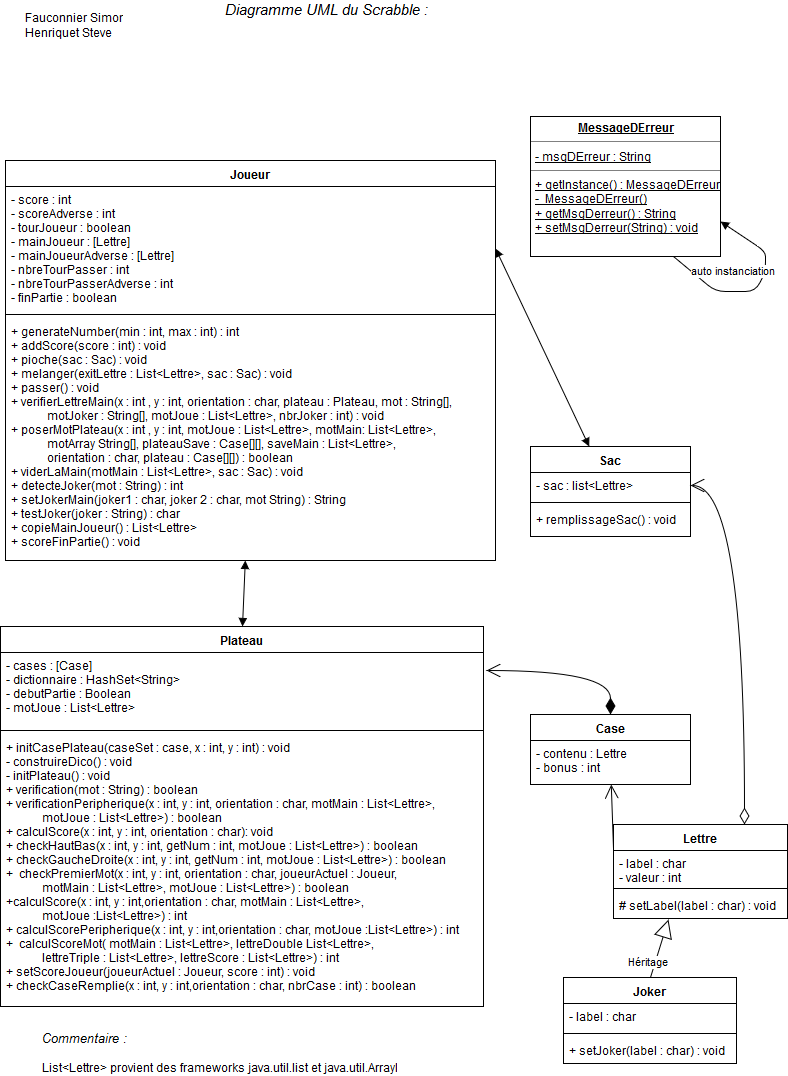 Fauconnier Simor
Henriquet Steve
Diagramme UML du Scrabble :
MessageDErreur
- msgDErreur : String
+ getInstance() : MessageDErreur
- MessageDErreur()
+ getMsgDerreur() : String
+ setMsgDerreur(String) : void
auto instanciation
Joueur
- score : int
- scoreAdverse : int
- tourJoueur : boolean
- mainJoueur : [Lettre]
- mainJoueurAdverse : [Lettre]
- nbreTourPasser : int
- nbreTourPasserAdverse : int
- finPartie : boolean
+ generateNumber(min : int, max : int) : int
+ addScore(score : int) : void
+ pioche(sac : Sac) : void
+ melanger(exitLettre : List<Lettre>, sac : Sac) : void
+ passer() : void
+ verifierLettreMain(x : int , y : int, orientation : char, plateau : Plateau, mot : String[],
motJoker : String[], motJoue : List<Lettre>, nbrJoker : int) : void
+ poserMotPlateau(x : int , y : int, motJoue : List<Lettre>, motMain: List<Lettre>,
motArray String[], plateauSave : Case[][], saveMain : List<Lettre>,
orientation : char, plateau : Case[][]) : boolean
+ viderLaMain(motMain : List<Lettre>, sac : Sac) : void
+ detecteJoker(mot : String) : int
+ setJokerMain(joker1 : char, joker 2 : char, mot String) : String
+ testJoker(joker : String) : char
+ copieMainJoueur() : List<Lettre>
+ scoreFinPartie() : void
Sac
- sac : list<Lettre>
+ remplissageSac() : void
Plateau
- cases : [Case]
- dictionnaire : HashSet<String>
- debutPartie : Boolean
- motJoue : List<Lettre>
+ initCasePlateau(caseSet : case, x : int, y : int) : void
- construireDico() : void
- initPlateau() : void
+ verification(mot : String) : boolean
+ verificationPeripherique(x : int, y : int, orientation : char, motMain : List<Lettre>,
motJoue : List<Lettre>) : boolean
+ calculScore(x : int, y : int, orientation : char): void
+ checkHautBas(x : int, y : int, getNum : int, motJoue : List<Lettre>) : boolean
+ checkGaucheDroite(x : int, y : int, getNum : int, motJoue : List<Lettre>) : boolean
+ checkPremierMot(x : int, y : int, orientation : char, joueurActuel : Joueur,
motMain : List<Lettre>, motJoue : List<Lettre>) : boolean
+calculScore(x : int, y : int,orientation : char, motMain : List<Lettre>,
motJoue :List<Lettre>) : int
+ calculScorePeripherique(x : int, y : int,orientation : char, motJoue :List<Lettre>) : int
+ calculScoreMot( motMain : List<Lettre>, lettreDouble List<Lettre>,
lettreTriple : List<Lettre>, lettreScore : List<Lettre>) : int
+ setScoreJoueur(joueurActuel : Joueur, score : int) : void
+ checkCaseRemplie(x : int, y : int,orientation : char, nbrCase : int) : boolean
Case
- contenu : Lettre
- bonus : int
Lettre
- label : char
- valeur : int
# setLabel(label : char) : void
Héritage
Joker
- label : char
+ setJoker(label : char) : void
Commentaire :
List<Lettre> provient des frameworks java.util.list et java.util.Arrayl